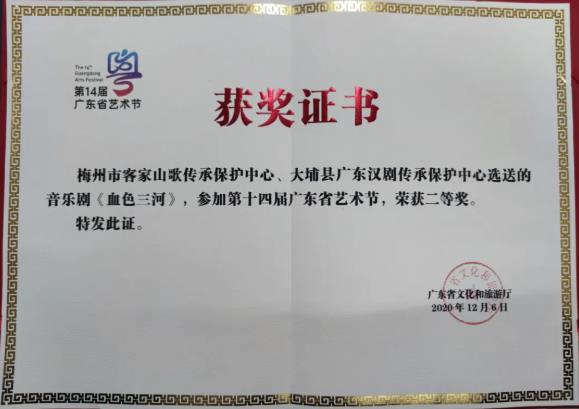 粤
The 14th
Guangdong
Arts Festival
第14届
广东省艺术节
获奖证书
梅州市客家山歌传承保护中心、大埔县广东汉剧传承保护中心选送的
音乐剧《血色三河》，参加第十四届广东省艺术节，荣获二等奖。
特发此证。
广东省文化和旅游厅
2020年12月6日